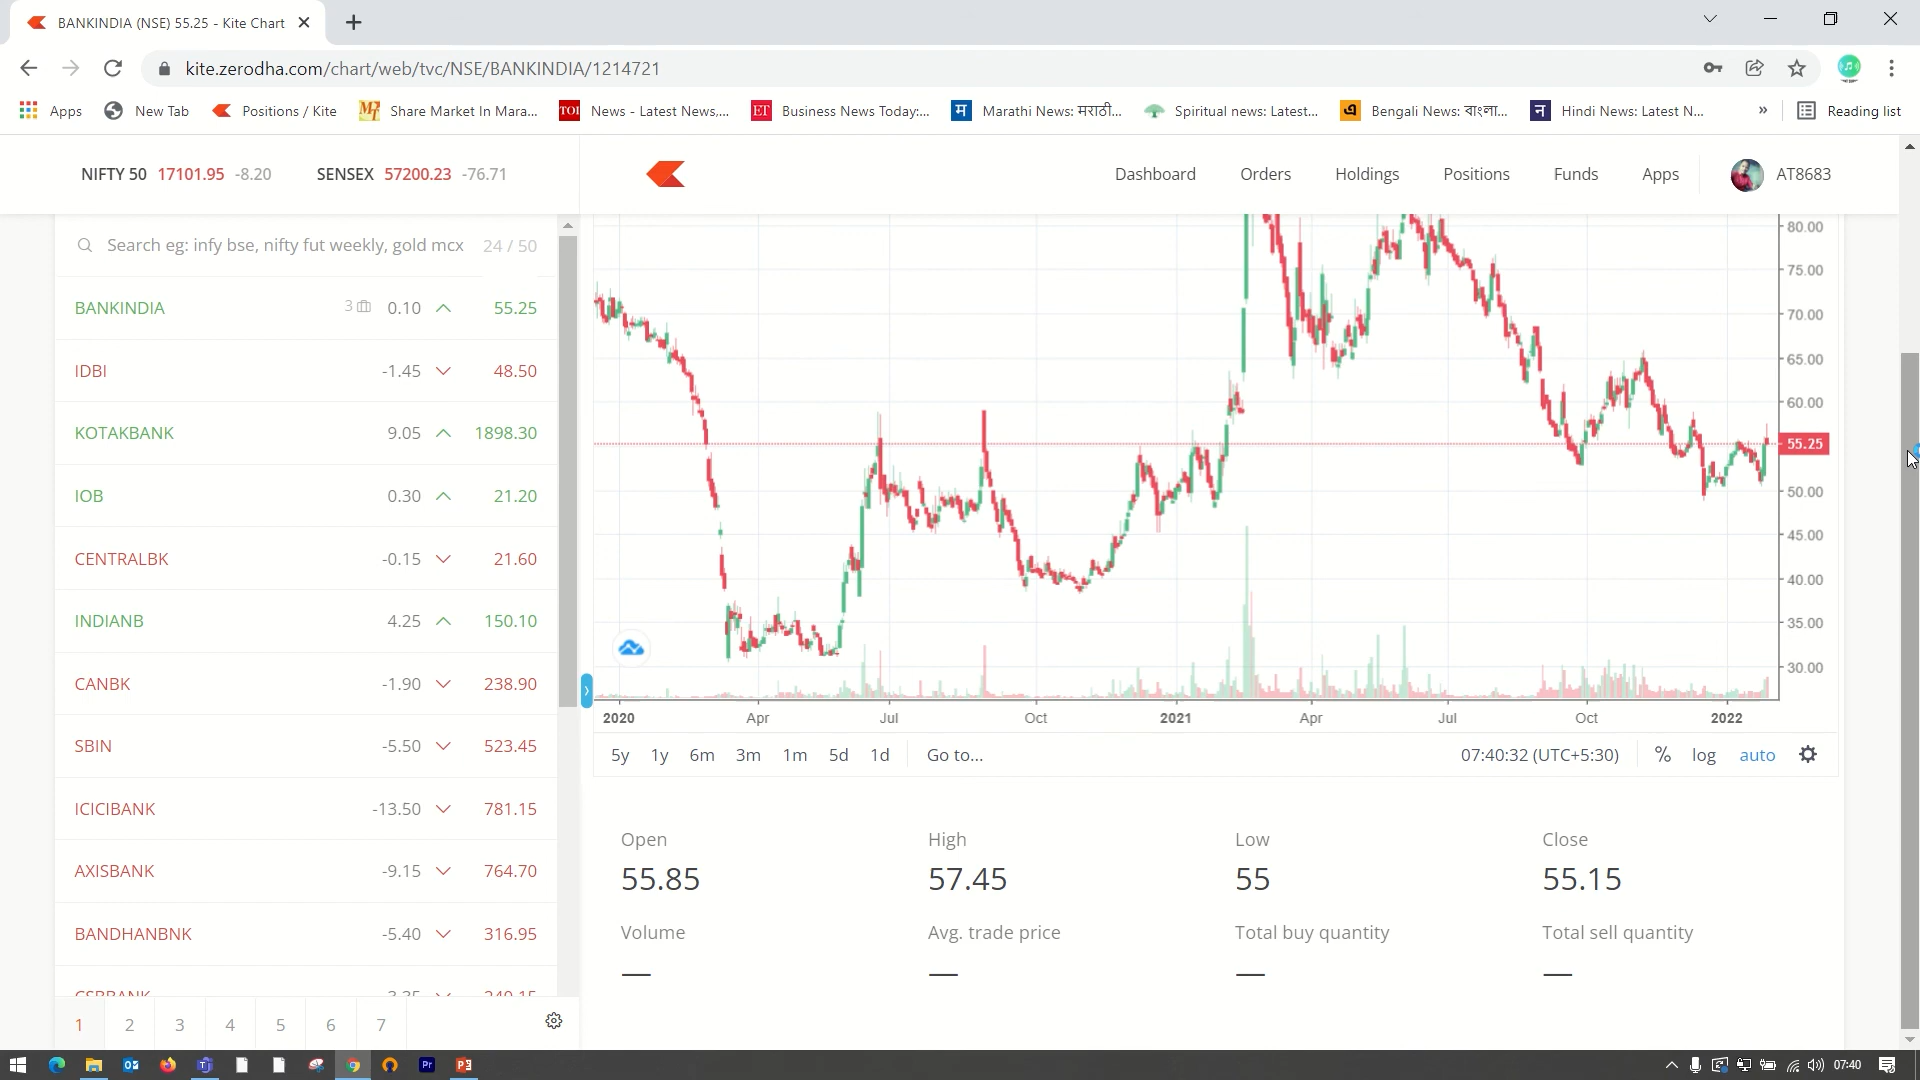 BANKINDIA (NSE) 55.25 - Kite Chart
kite.zerodha.com/chart/web/tvc/NSE/BANKINDIA/1214721
Apps New Tab Positions / Kite Share Market In Mara... TOI News - Latest News,... ET Business News Today:... म Marathi News: मराठी... Spiritual news: Latest... এ Bengali News: বাংলা... न Hindi News: Latest N... » Reading list
NIFTY 50 17101.95 -8.20 SENSEX 57200.23 -76.71
Dashboard Orders Holdings Positions Funds Apps AT8683
Search eg: infy bse, nifty fut weekly, gold mcx 24 / 50
BANKINDIA 3 0.10 55.25
IDBI -1.45 48.50
KOTAKBANK 9.05 1898.30
IOB 0.30 21.20
CENTRALBK -0.15 21.60
INDIANB 4.25 150.10
CANBK -1.90 238.90
SBIN -5.50 523.45
ICICIBANK -13.50 781.15
AXISBANK -9.15 764.70
BANDHANBNK -5.40 316.95
CSBBANK 3.35 240.15
1 2 3 4 5 6 7
80.00
75.00
70.00
65.00
60.00
55.25
50.00
45.00
40.00
35.00
30.00
2020 Apr Jul Oct 2021 Apr Jul Oct 2022
5y 1y 6m 3m 1m 5d 1d Go to... 07:40:32 (UTC+5:30) % log auto
Open High Low Close
55.85 57.45 55 55.15
Volume Avg. trade price Total buy quantity Total sell quantity
— — — —
Pr
07:40